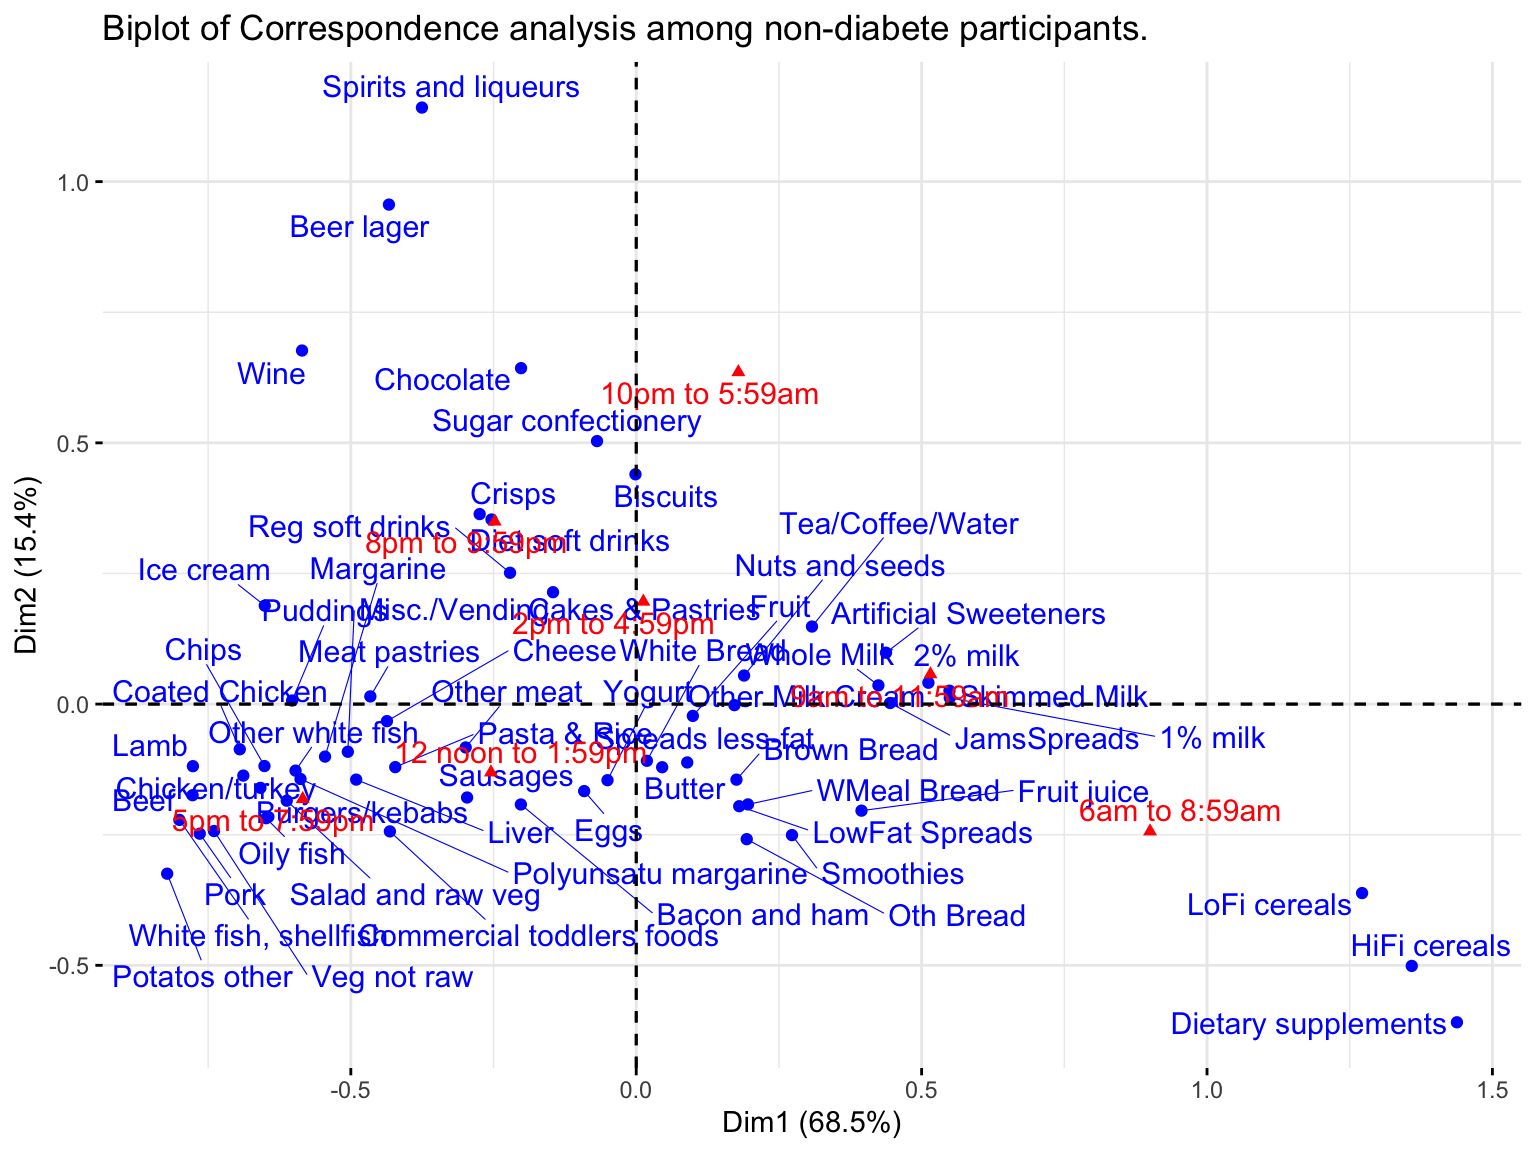 Biplot of Correspondence analysis among non-diabete participants.
Spirits and liqueurs
1.0
Beer lager
Wine
Chocolate
10pm to 5:59am
Sugar confectionery
0.5
Biscuits
Crisps
Reg soft drinks
Tea/Coffee/Water
8pm to 9:59pm
Diet soft drinks
Ice cream
Margarine
Nuts and seeds
Puddings
Misc./Vending
Cakes & Pastries
Fruit
Artificial Sweeteners
2pm to 4:59pm
Chips
Meat pastries
Cheese
White Bread
Whole Milk
2% milk
Coated Chicken
Other meat
Yogurt
Other Milk
Cream
9am to 11:59am
Skimmed Milk
0.0
Other white fish
Pasta & Rice
Spreads less-fat
JamsSpreads
1% milk
Lamb
12 noon to 1:59pm
Brown Bread
Sausages
Chicken/turkey
Beef
Butter
WMeal Bread
Fruit juice
Burgers/kebabs
5pm to 7:59pm
6am to 8:59am
Liver
Eggs
LowFat Spreads
Oily fish
Polyunsatu margarine
Smoothies
Pork
Salad and raw veg
Bacon and ham
Oth Bread
LoFi cereals
White fish, shellfish
Commercial toddlers foods
HiFi cereals
-0.5
Potatos other
Veg not raw
Dietary supplements
-0.5
0.0
0.5
1.0
1.5
Dim1 (68.5%)
Dim2 (15.4%)